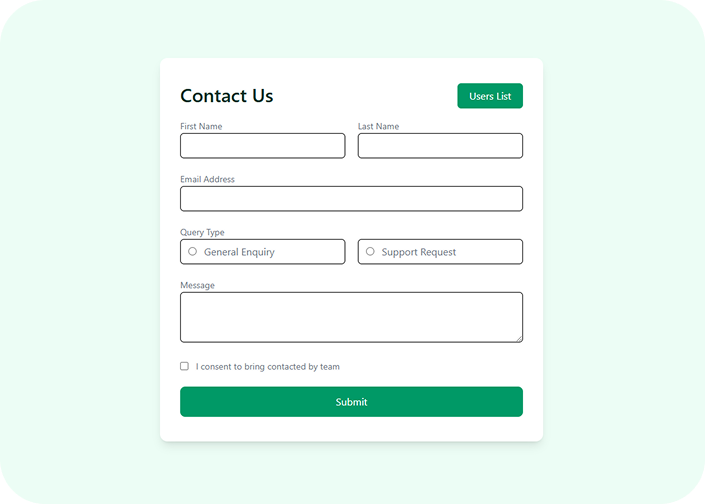 Contact Us
Users List
First Name
Last Name
Email Address
Query Type
General Enquiry
Support Request
Message
I consent to bring contacted by team
Submit